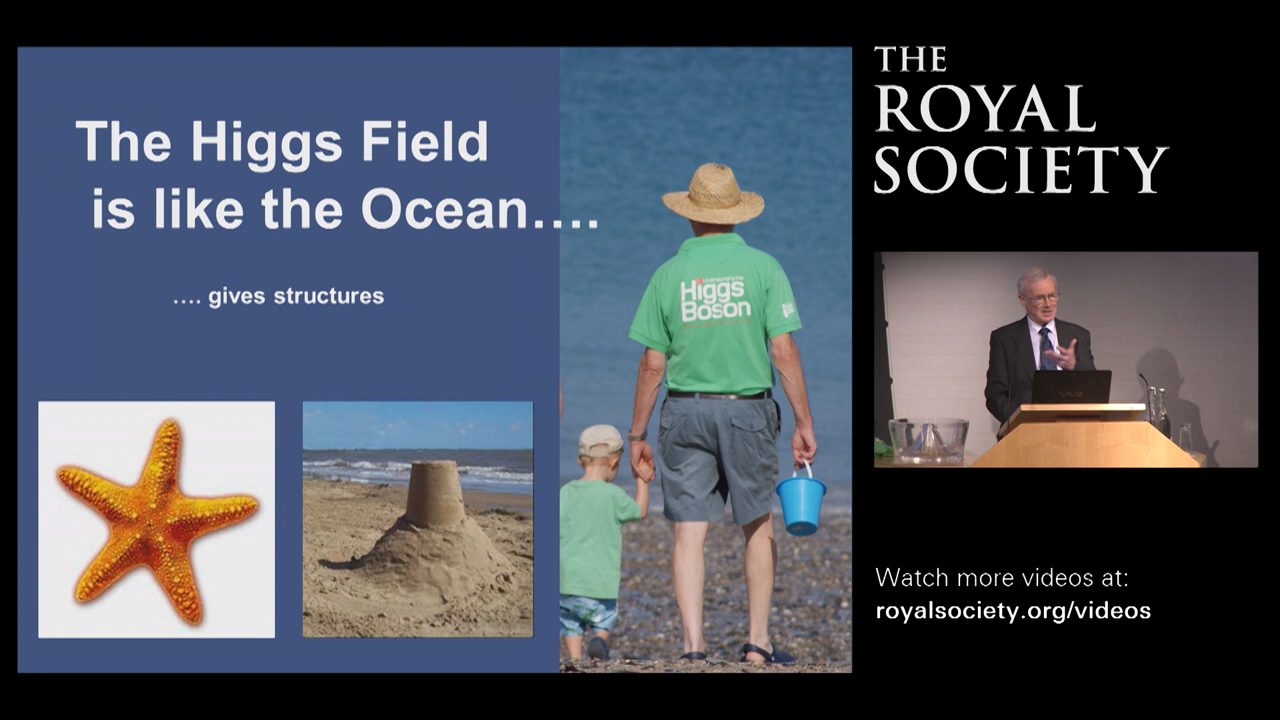 The Higgs Field
is like the Ocean....
.... gives structures
Higgs
Boson
THE
ROYAL
SOCIETY
VAIO
Watch more videos at:
royalsociety.org/videos